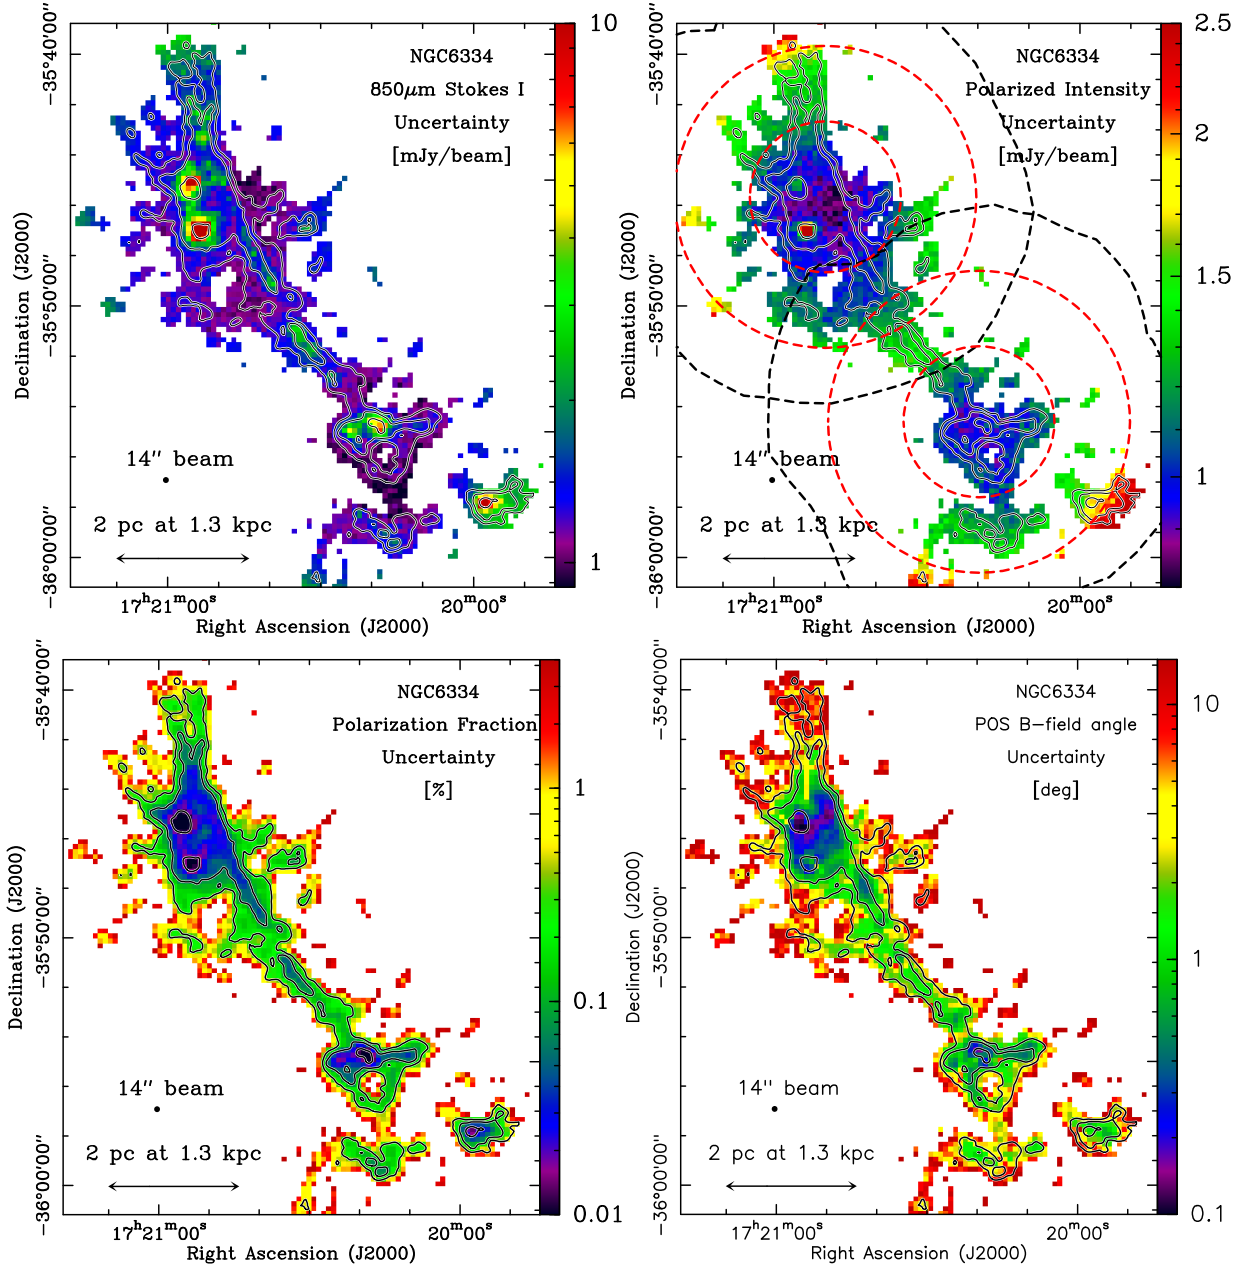 NGC6334
850μm Stokes I
Uncertainty
[mJy/beam]
14″ beam
2 pc at 1.3 kpc
−35°40′00″
−35°50′00″
−36°00′00″
Declination (J2000)
17ʰ21ᵐ00ˢ
20ᵐ00ˢ
Right Ascension (J2000)
10
1
NGC6334
Polarized Intensity
Uncertainty
[mJy/beam]
14″ beam
2 pc at 1.3 kpc
−35°40′00″
−35°50′00″
−36°00′00″
Declination (J2000)
17ʰ21ᵐ00ˢ
20ᵐ00ˢ
Right Ascension (J2000)
2.5
2
1.5
1
NGC6334
Polarization Fraction
Uncertainty
[%]
14″ beam
2 pc at 1.3 kpc
−35°40′00″
−35°50′00″
−36°00′00″
Declination (J2000)
17ʰ21ᵐ00ˢ
20ᵐ00ˢ
Right Ascension (J2000)
1
0.1
0.01
NGC6334
POS B−field angle
Uncertainty
[deg]
14″ beam
2 pc at 1.3 kpc
−35°40′00″
−35°50′00″
−36°00′00″
Declination (J2000)
17ʰ21ᵐ00ˢ
20ᵐ00ˢ
Right Ascension (J2000)
10
1
0.1